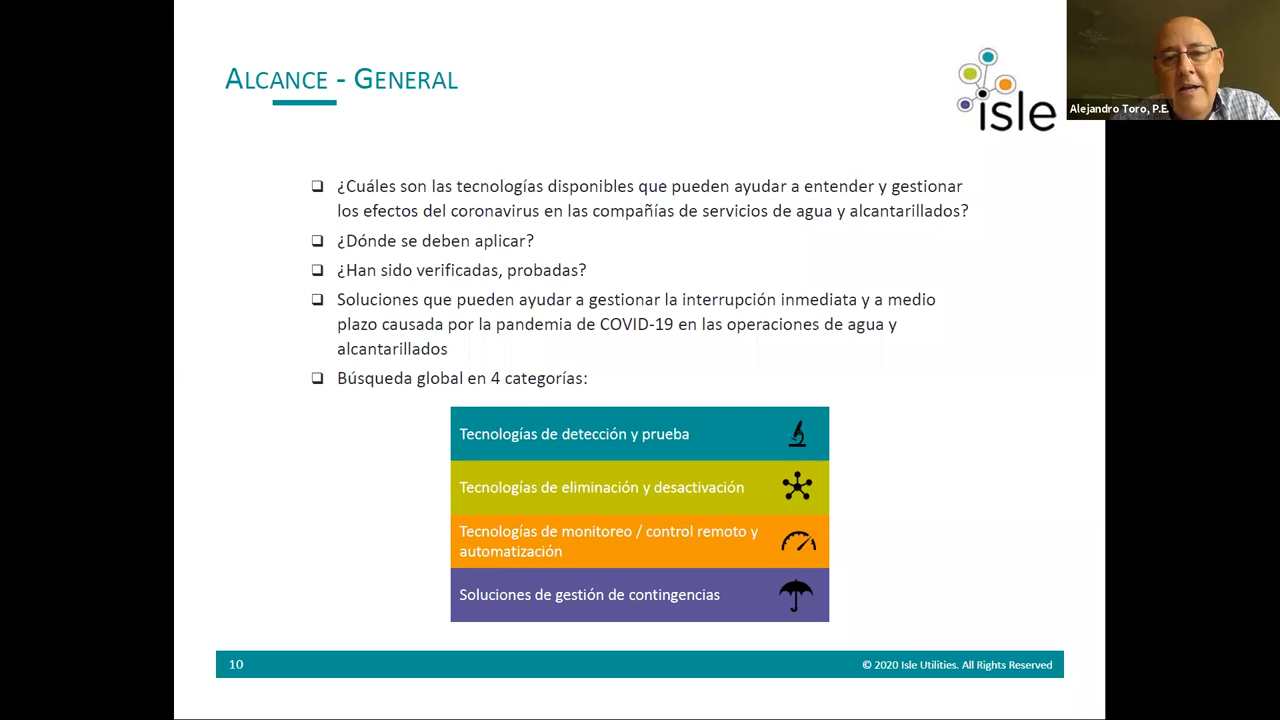 ALCANCE - GENERAL
isle
Alejandro Toro, P.E.
❑ ¿Cuáles son las tecnologías disponibles que pueden ayudar a entender y gestionar
los efectos del coronavirus en las compañías de servicios de agua y alcantarillados?
❑ ¿Dónde se deben aplicar?
❑ ¿Han sido verificadas, probadas?
❑ Soluciones que pueden ayudar a gestionar la interrupción inmediata y a medio
plazo causada por la pandemia de COVID-19 en las operaciones de agua y
alcantarillados
❑ Búsqueda global en 4 categorías:
Tecnologías de detección y prueba
Tecnologías de eliminación y desactivación
Tecnologías de monitoreo / control remoto y
automatización
Soluciones de gestión de contingencias
10
© 2020 Isle Utilities. All Rights Reserved